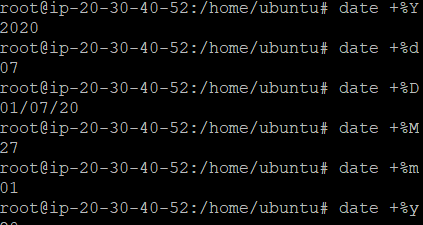 root@ip-20-30-40-52:/home/ubuntu# date +%Y
2020
root@ip-20-30-40-52:/home/ubuntu# date +%d
07
root@ip-20-30-40-52:/home/ubuntu# date +%D
01/07/20
root@ip-20-30-40-52:/home/ubuntu# date +%M
27
root@ip-20-30-40-52:/home/ubuntu# date +%m
01
root@ip-20-30-40-52:/home/ubuntu# date +%y
20